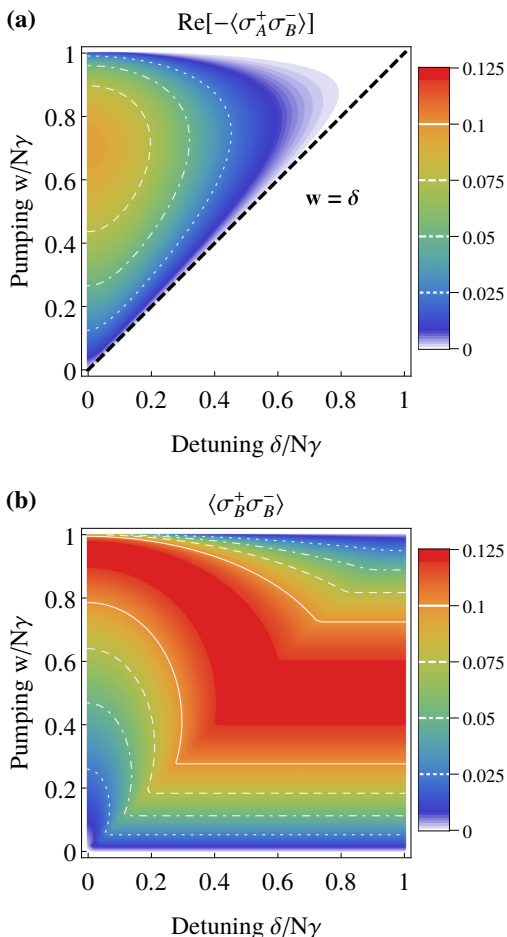 (a)
Re[-⟨σ_A^+ σ_B^-⟩]
Pumping w/Nγ
1
0.8
0.6
0.4
0.2
0
w = δ
0 0.2 0.4 0.6 0.8 1
Detuning δ/Nγ
0.125
0.1
0.075
0.05
0.025
0
(b)
⟨σ_B^+ σ_B^-⟩
Pumping w/Nγ
1
0.8
0.6
0.4
0.2
0
0 0.2 0.4 0.6 0.8 1
Detuning δ/Nγ
0.125
0.1
0.075
0.05
0.025
0